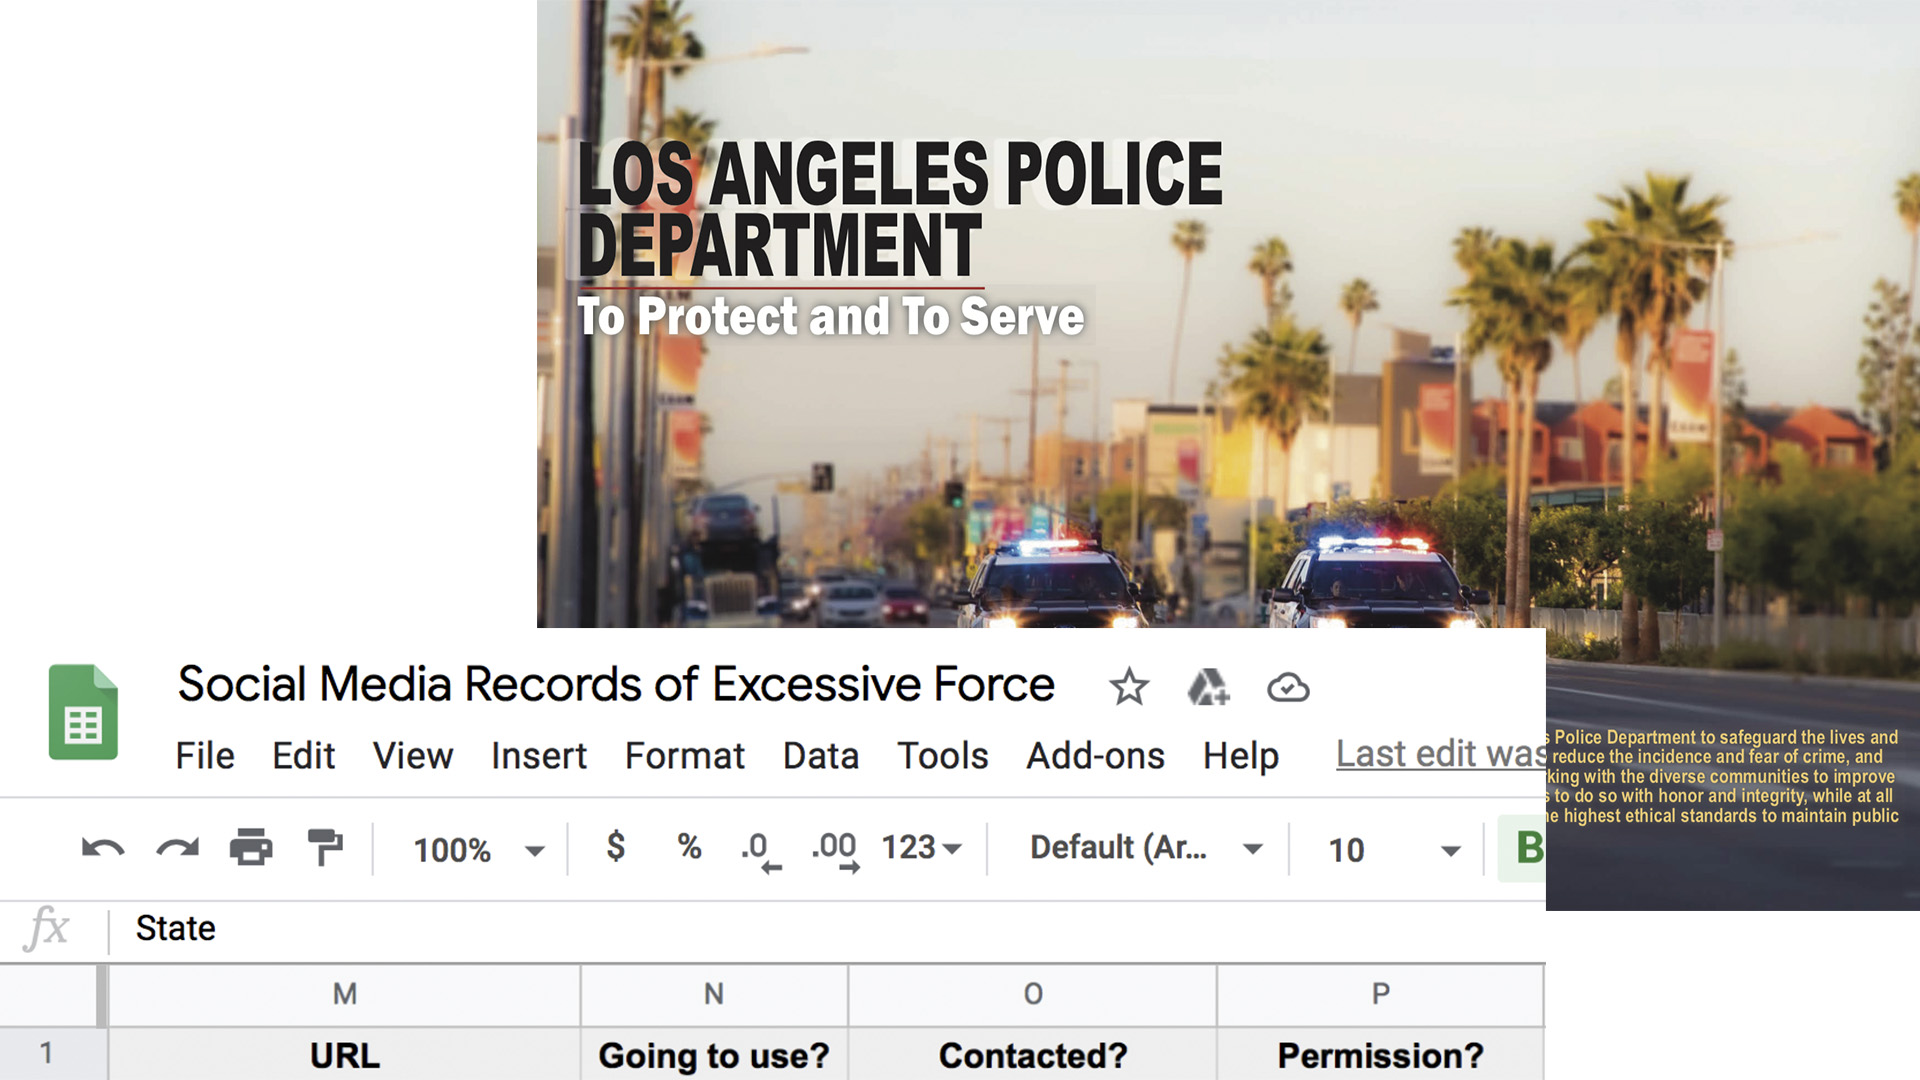 LOS ANGELES POLICE
DEPARTMENT
To Protect and To Serve
Social Media Records of Excessive Force
File Edit View Insert Format Data Tools Add-ons Help Last edit was
100% $ % .0 .00 123 Default (Ar... 10 B
fx State
M N O P
1 URL Going to use? Contacted? Permission?
s Police Department to safeguard the lives and
reduce the incidence and fear of crime, and
king with the diverse communities to improve
s to do so with honor and integrity, while at all
he highest ethical standards to maintain public